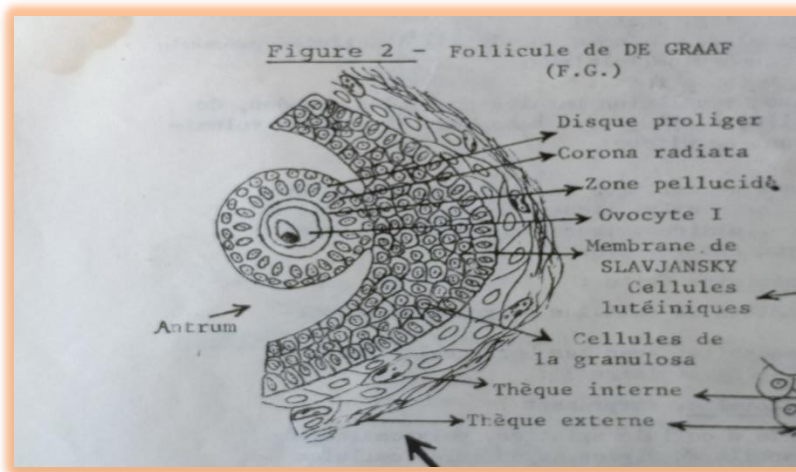 Figure 2 - Follicule de DE GRAAF
(F.G.)
Disque proliger
Corona radiata
Zone pellucide
Ovocyte I
Membrane de
SLAVJANSKY
Cellules
lutéiniques
Antrum
Cellules de
la granulosa
Thèque interne
Thèque externe